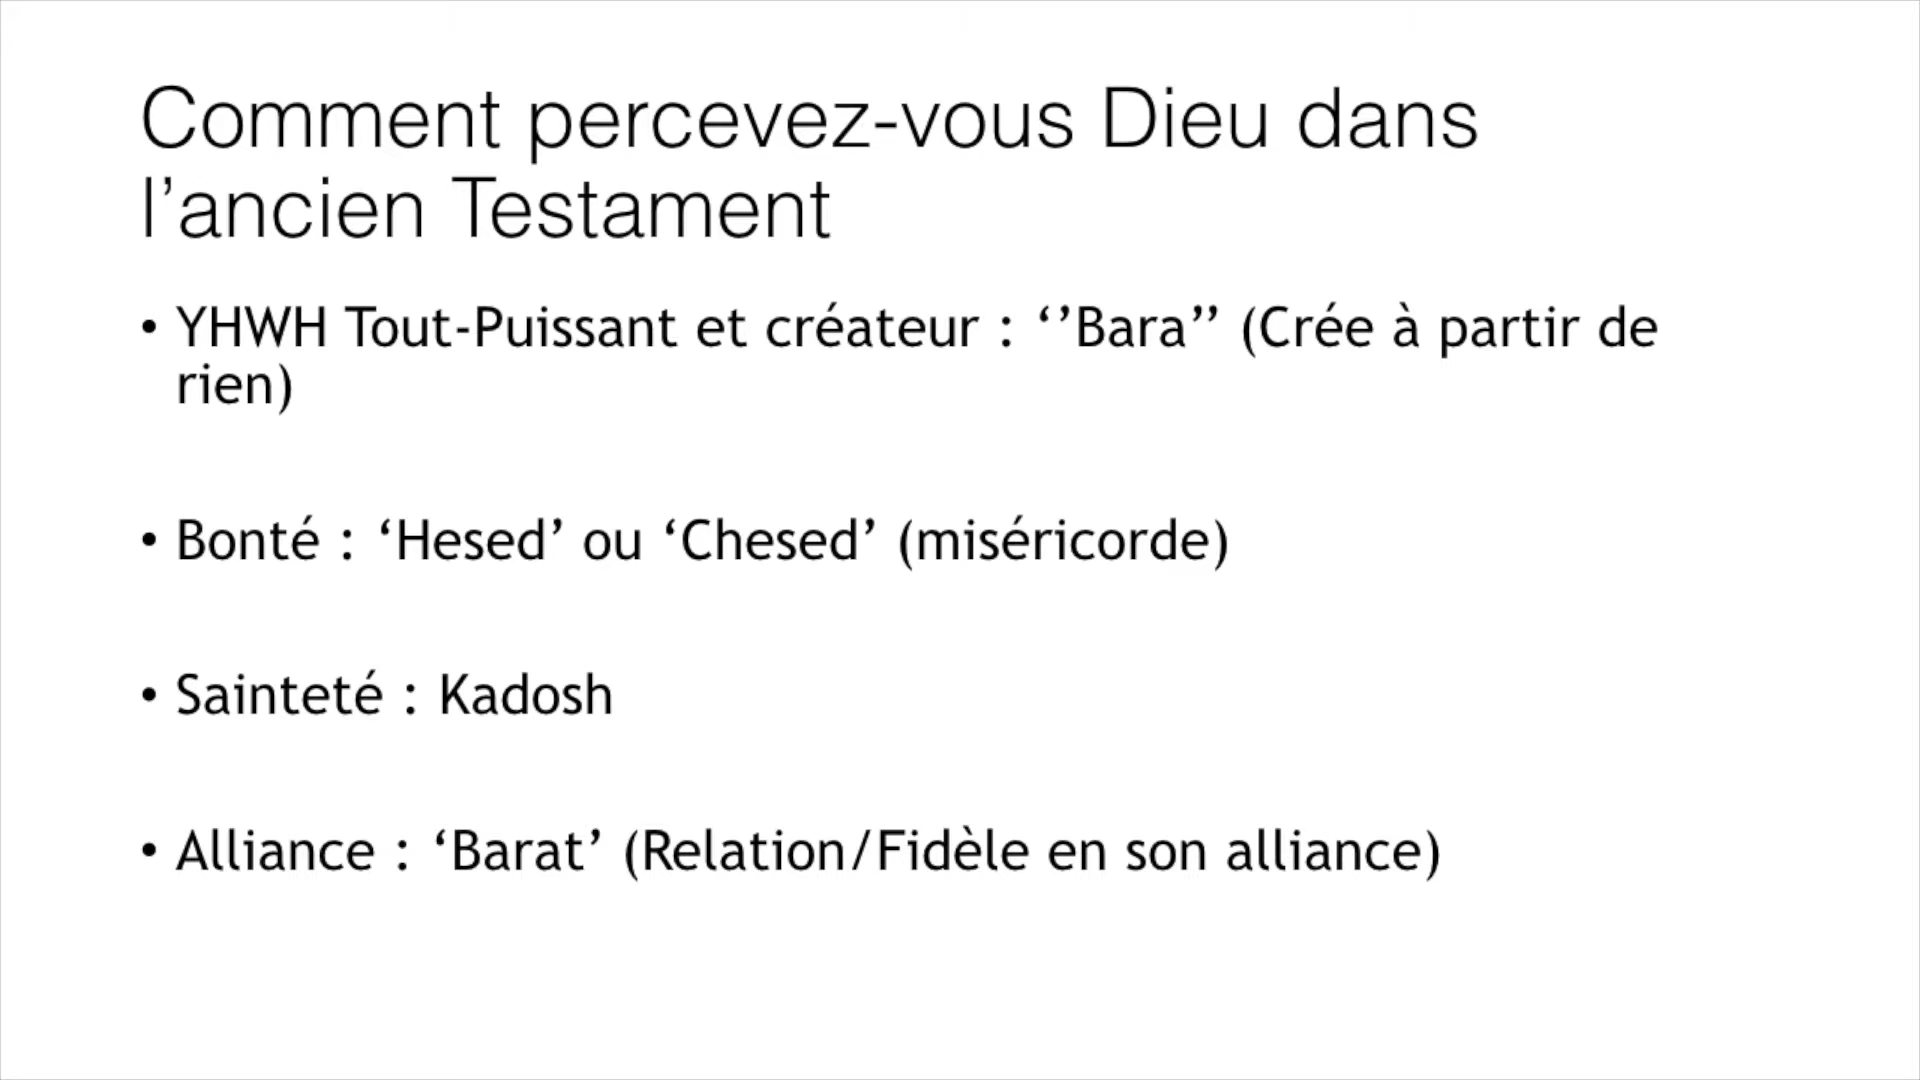 Comment percevez-vous Dieu dans
l’ancien Testament
• YHWH Tout-Puissant et créateur : ‘’Bara’’ (Crée à partir de
rien)
• Bonté : ‘Hesed’ ou ‘Chesed’ (miséricorde)
• Sainteté : Kadosh
• Alliance : ‘Barat’ (Relation/Fidèle en son alliance)